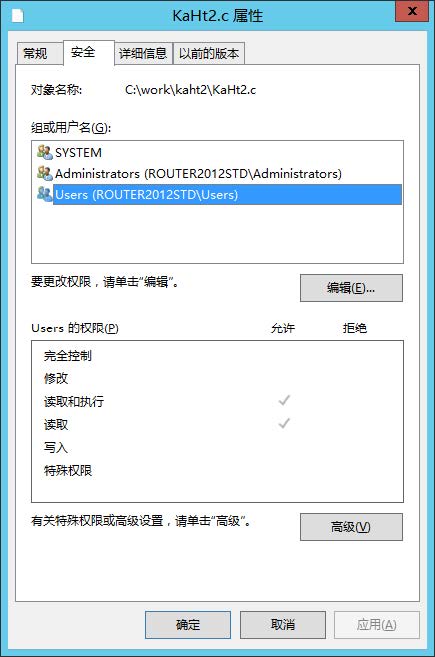 KaHt2.c 属性
常规 安全 详细信息 以前的版本
对象名称: C:\work\kaht2\KaHt2.c
组或用户名(G):
SYSTEM
Administrators (ROUTER2012STD\Administrators)
Users (ROUTER2012STD\Users)
要更改权限，请单击“编辑”。 编辑(E)...
Users 的权限(P) 允许 拒绝
完全控制
修改
读取和执行
读取
写入
特殊权限
有关特殊权限或高级设置，请单击“高级”。 高级(V)
确定 取消 应用(A)